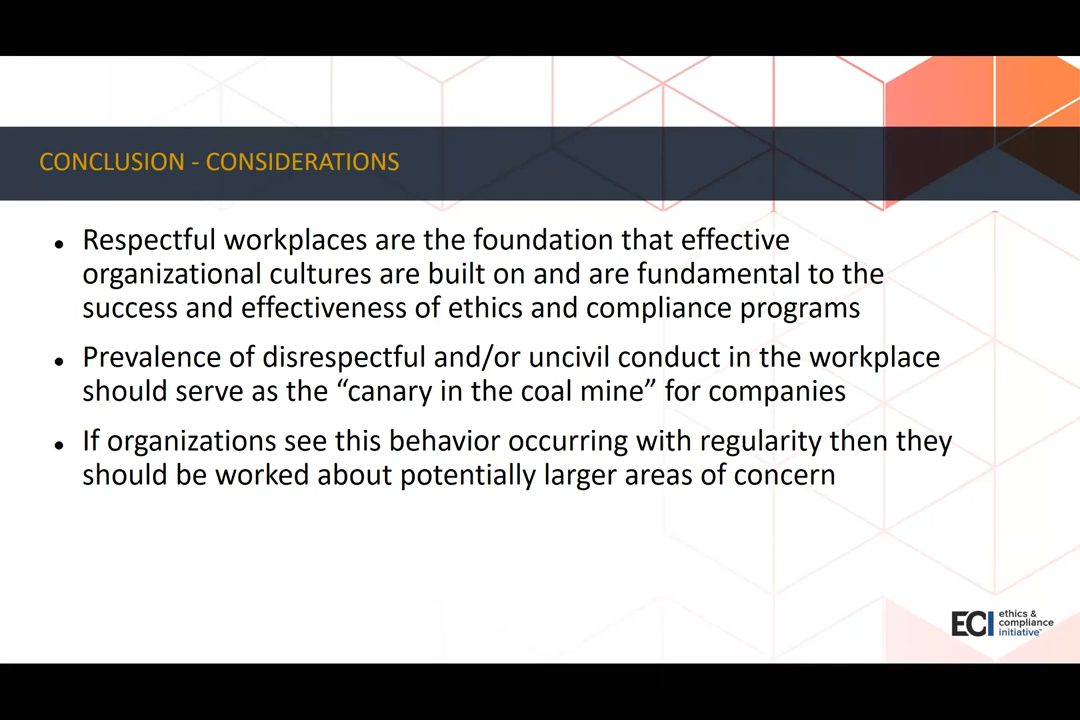 CONCLUSION - CONSIDERATIONS
● Respectful workplaces are the foundation that effective
organizational cultures are built on and are fundamental to the
success and effectiveness of ethics and compliance programs
● Prevalence of disrespectful and/or uncivil conduct in the workplace
should serve as the “canary in the coal mine” for companies
● If organizations see this behavior occurring with regularity then they
should be worked about potentially larger areas of concern
ECI
ethics &
compliance
initiative™